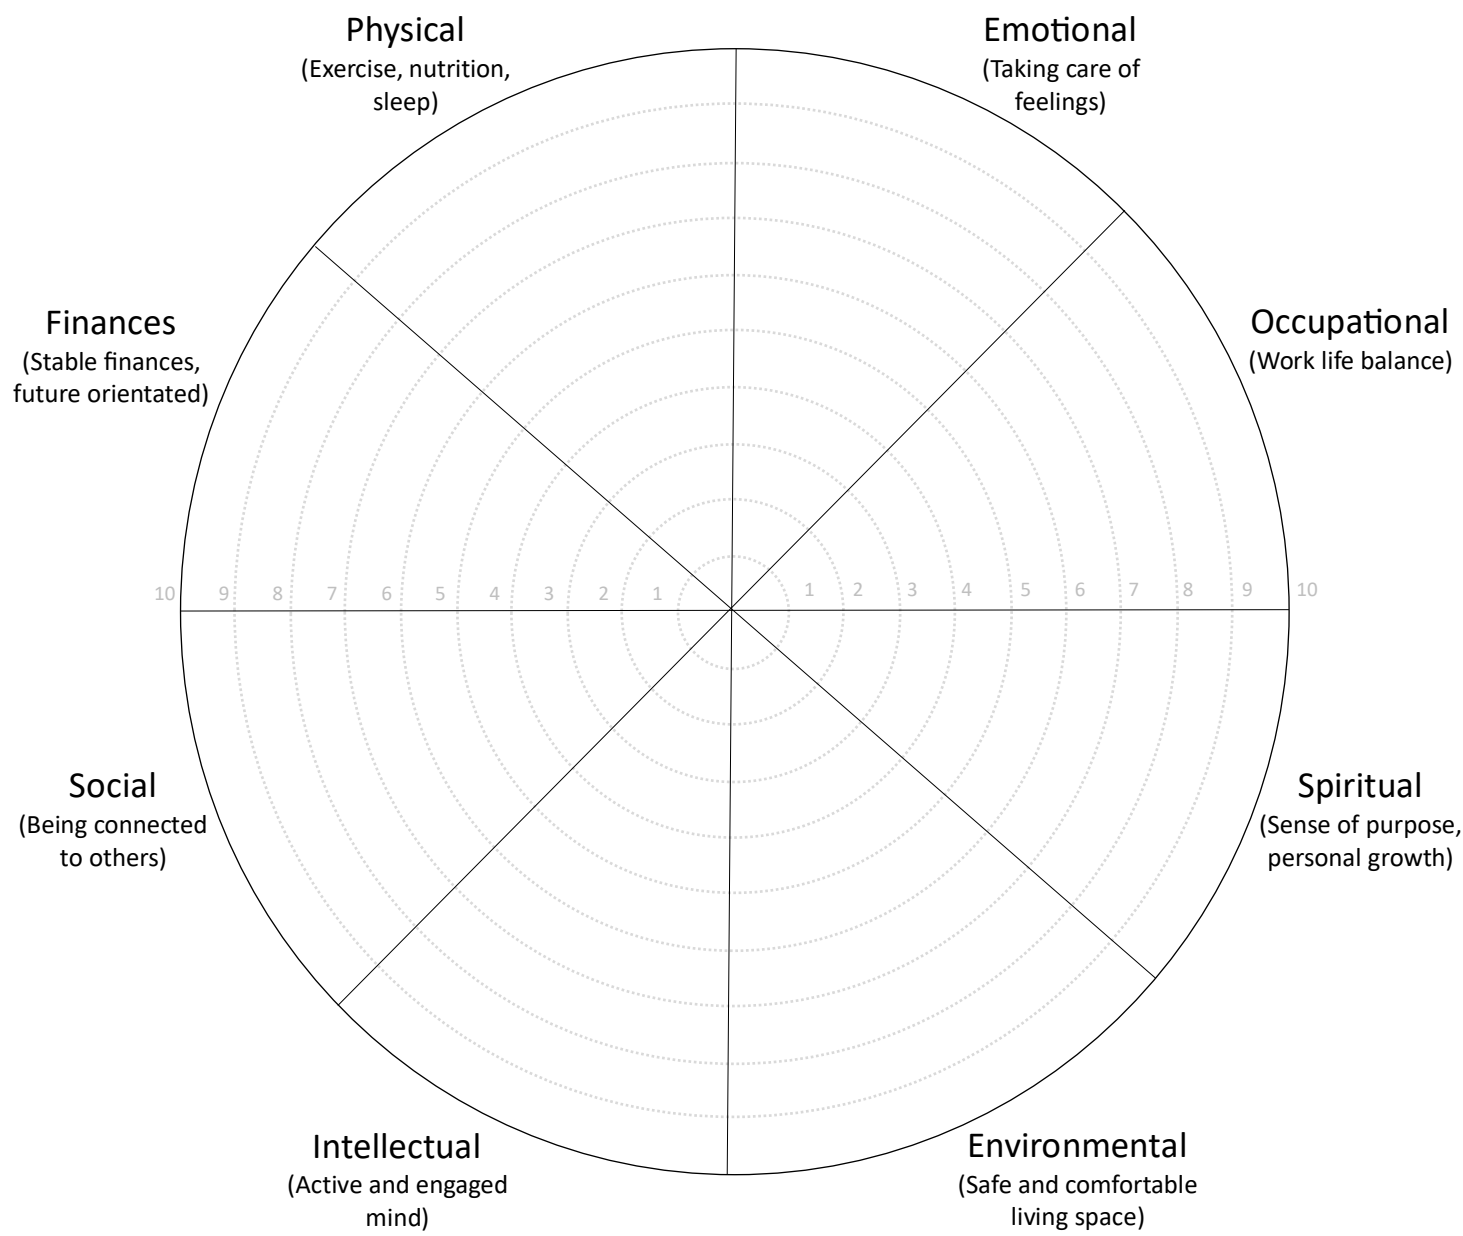 Physical
(Exercise, nutrition,
sleep)
Emotional
(Taking care of
feelings)
Finances
(Stable finances,
future orientated)
Occupational
(Work life balance)
10 9 8 7 6 5 4 3 2 1 1 2 3 4 5 6 7 8 9 10
Social
(Being connected
to others)
Spiritual
(Sense of purpose,
personal growth)
Intellectual
(Active and engaged
mind)
Environmental
(Safe and comfortable
living space)